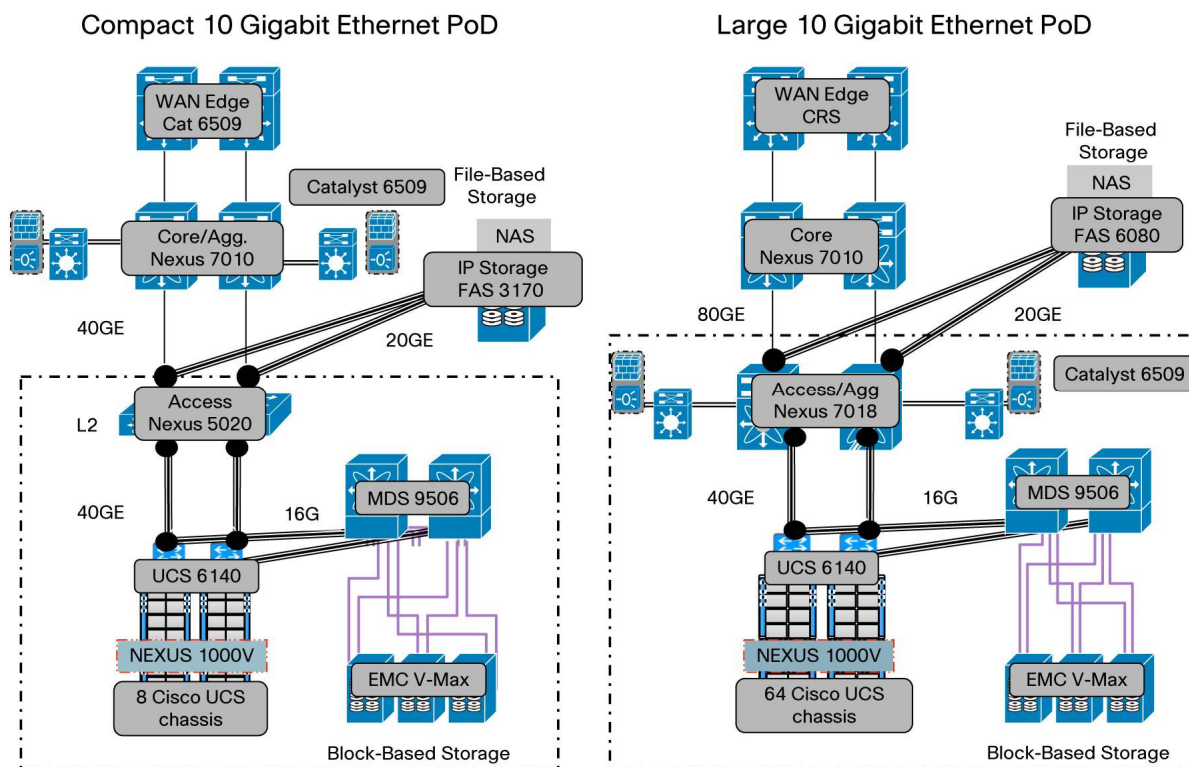 Compact 10 Gigabit Ethernet PoD
WAN Edge
Cat 6509
Catalyst 6509
File-Based
Storage
NAS
Core/Agg.
Nexus 7010
IP Storage
FAS 3170
40GE
20GE
Access
Nexus 5020
L2
MDS 9506
40GE
16G
UCS 6140
NEXUS 1000V
8 Cisco UCS
chassis
EMC V-Max
Block-Based Storage
Large 10 Gigabit Ethernet PoD
WAN Edge
CRS
File-Based
Storage
NAS
IP Storage
FAS 6080
Core
Nexus 7010
80GE
20GE
Access/Agg
Nexus 7018
Catalyst 6509
MDS 9506
40GE
16G
UCS 6140
NEXUS 1000V
64 Cisco UCS
chassis
EMC V-Max
Block-Based Storage